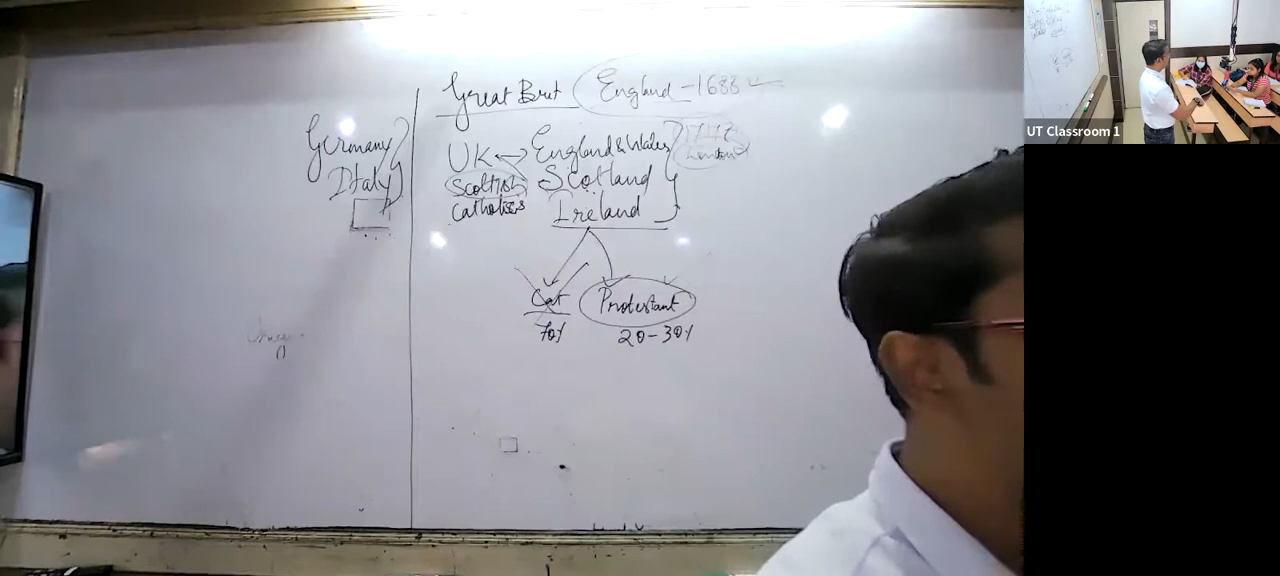 Great Brit England - 1688
Germany
Italy
UK England & Wales
Scottish Scotland
Catholics Ireland
Cat Protestant
70% 20-30%
UT Classroom 1